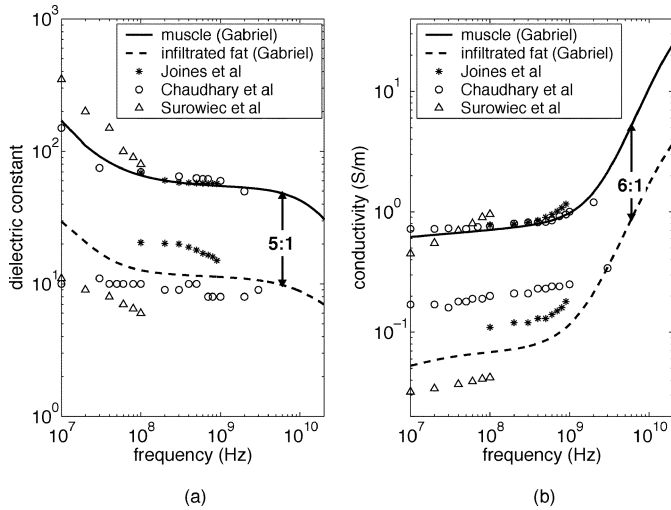 muscle (Gabriel)
infiltrated fat (Gabriel)
Joines et al
Chaudhary et al
Surowiec et al
10^3
10^2
10^1
10^0
dielectric constant
5:1
10^7 10^8 10^9 10^10
frequency (Hz)
(a)
muscle (Gabriel)
infiltrated fat (Gabriel)
Joines et al
Chaudhary et al
Surowiec et al
10^1
10^0
10^-1
conductivity (S/m)
6:1
10^7 10^8 10^9 10^10
frequency (Hz)
(b)